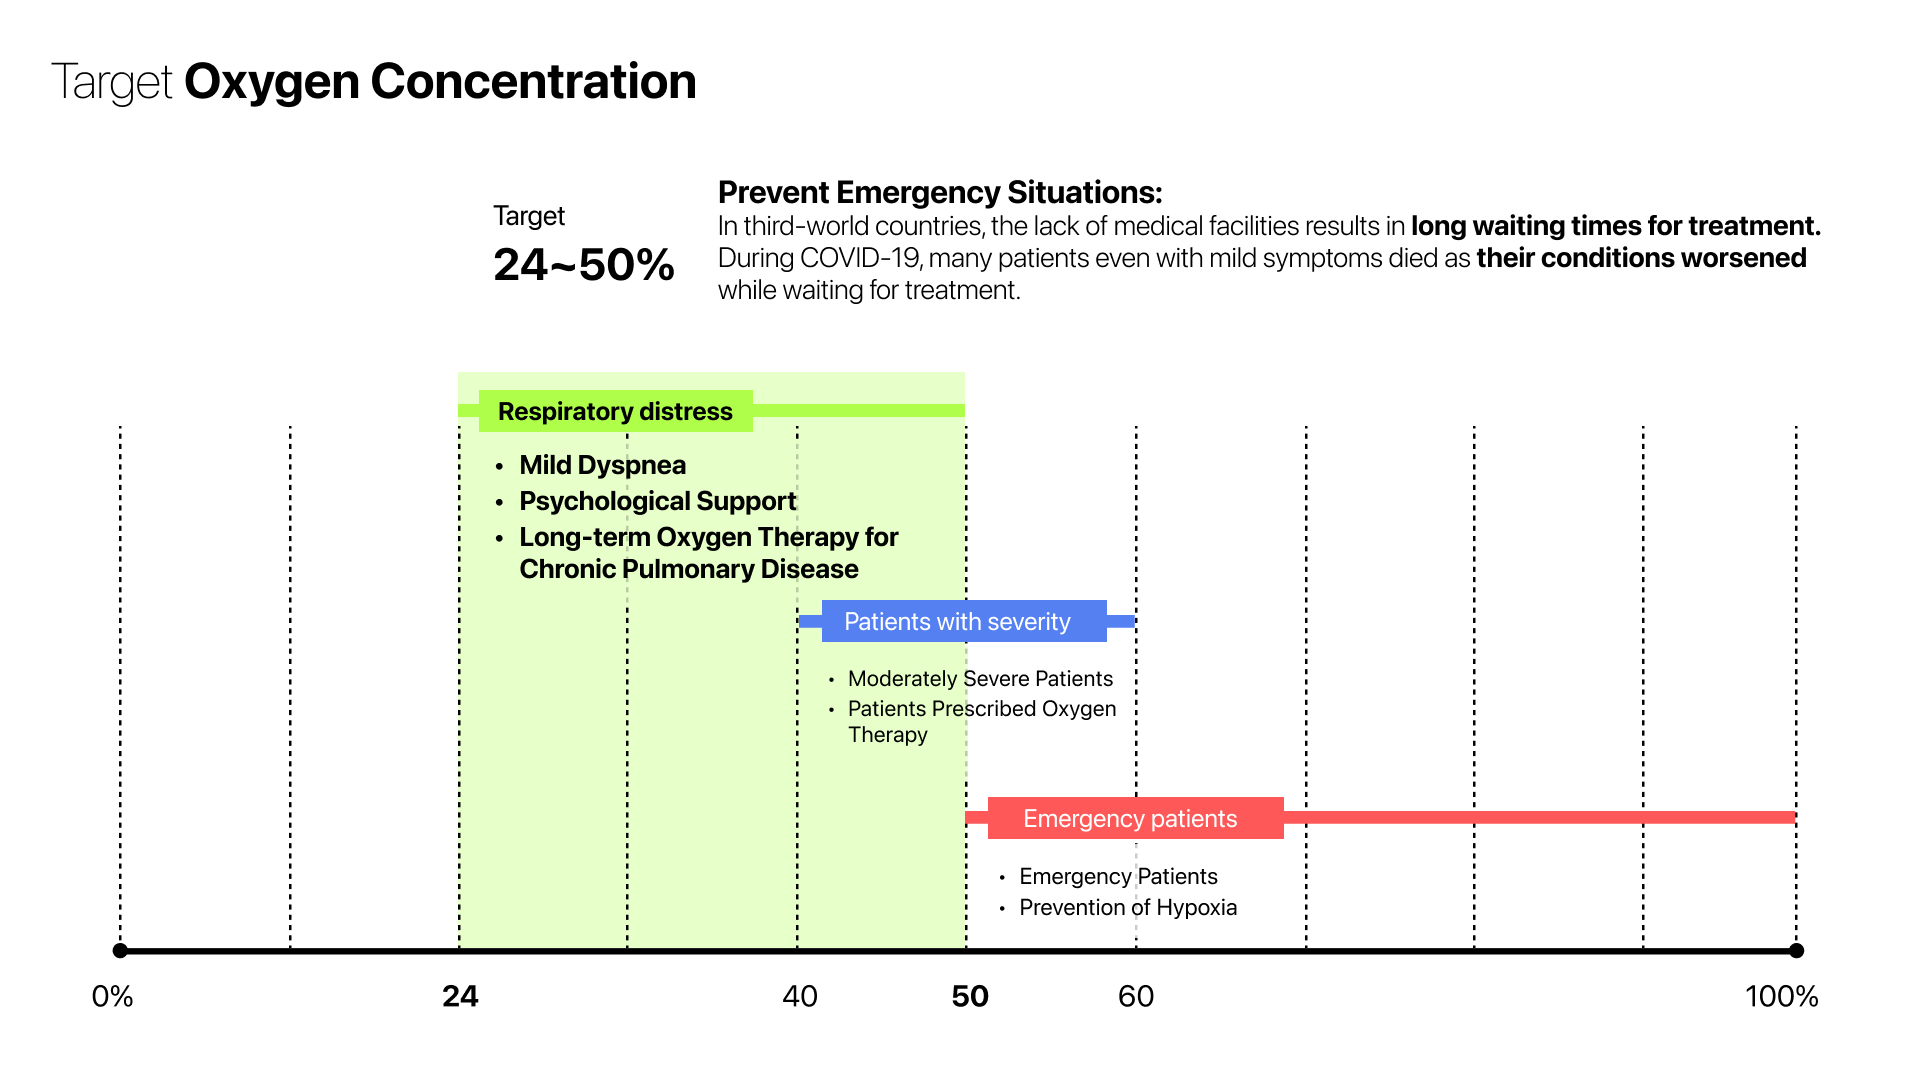 Target Oxygen Concentration
Target
24~50%
Prevent Emergency Situations:
In third-world countries, the lack of medical facilities results in long waiting times for treatment.
During COVID-19, many patients even with mild symptoms died as their conditions worsened
while waiting for treatment.
Respiratory distress
• Mild Dyspnea
• Psychological Support
• Long-term Oxygen Therapy for
Chronic Pulmonary Disease
Patients with severity
• Moderately Severe Patients
• Patients Prescribed Oxygen
Therapy
Emergency patients
• Emergency Patients
• Prevention of Hypoxia
0% 24 40 50 60 100%